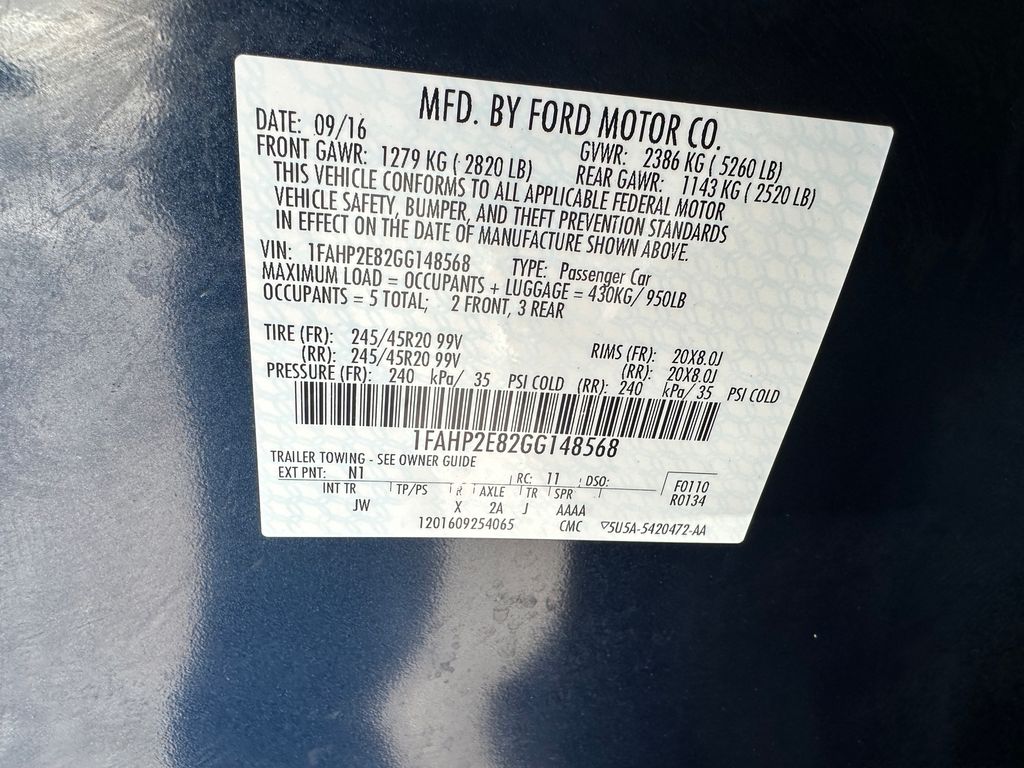 MFD. BY FORD MOTOR CO.
DATE: 09/16 GVWR: 2386 KG ( 5260 LB)
FRONT GAWR: 1279 KG ( 2820 LB) REAR GAWR: 1143 KG ( 2520 LB)
THIS VEHICLE CONFORMS TO ALL APPLICABLE FEDERAL MOTOR
VEHICLE SAFETY, BUMPER, AND THEFT PREVENTION STANDARDS
IN EFFECT ON THE DATE OF MANUFACTURE SHOWN ABOVE.
VIN: 1FAHP2E82GG148568 TYPE: Passenger Car
MAXIMUM LOAD = OCCUPANTS + LUGGAGE = 430KG/ 950LB
OCCUPANTS = 5 TOTAL; 2 FRONT, 3 REAR
TIRE (FR): 245/45R20 99V RIMS (FR): 20X8.0J
(RR): 245/45R20 99V (RR): 20X8.0J
PRESSURE (FR): 240 kPa/ 35 PSI COLD (RR): 240 kPa/ 35 PSI COLD
1FAHP2E82GG148568
TRAILER TOWING - SEE OWNER GUIDE
EXT PNT: N1 RC: 11 DSO: F0110
INT TR TP/PS R AXLE TR SPR R0134
JW X 2A J AAAA
1201609254065 CMC ▽5U5A-5420472-AA